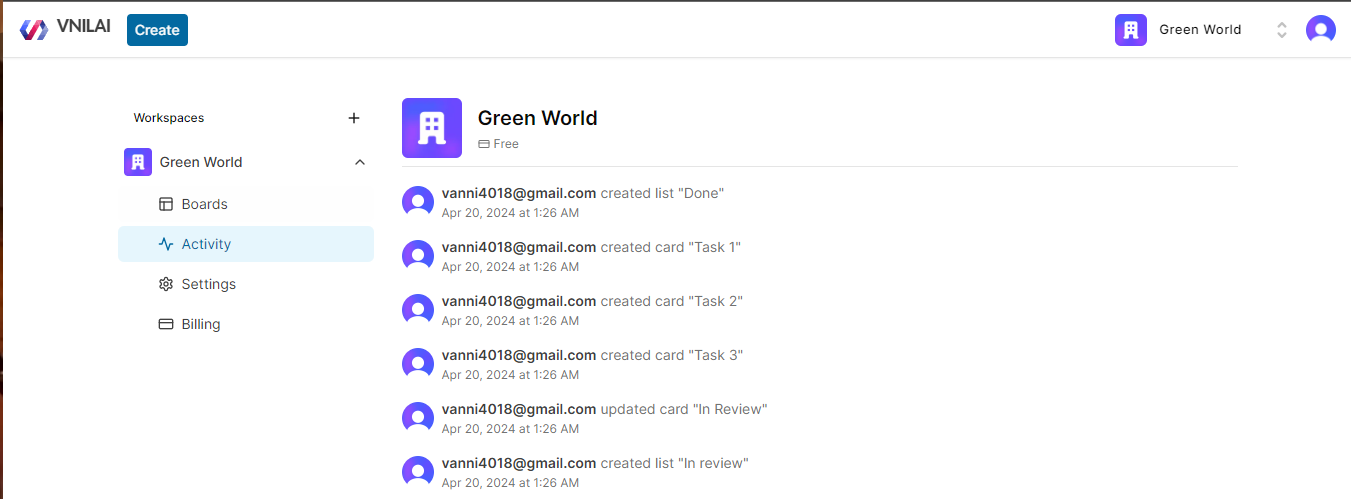 VNILAI
Create
Green World
Workspaces
Green World
Boards
Activity
Settings
Billing
Green World
Free
vanni4018@gmail.com created list "Done"
Apr 20, 2024 at 1:26 AM
vanni4018@gmail.com created card "Task 1"
Apr 20, 2024 at 1:26 AM
vanni4018@gmail.com created card "Task 2"
Apr 20, 2024 at 1:26 AM
vanni4018@gmail.com created card "Task 3"
Apr 20, 2024 at 1:26 AM
vanni4018@gmail.com updated card "In Review"
Apr 20, 2024 at 1:26 AM
vanni4018@gmail.com created list "In review"
Apr 20, 2024 at 1:26 AM